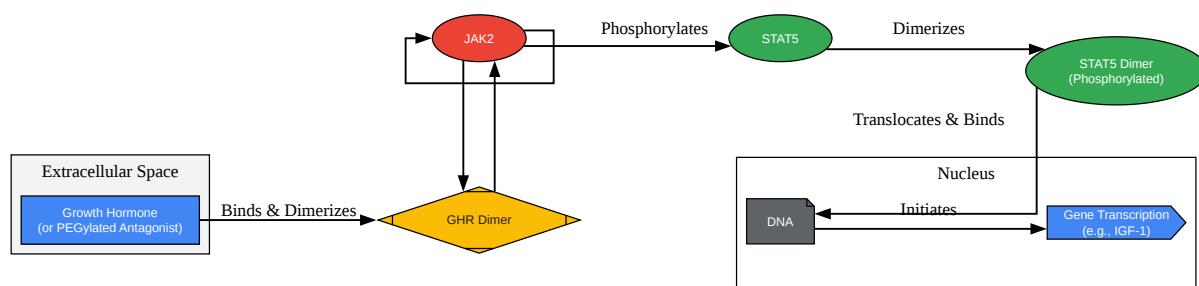 JAK2
Phosphorylates
STAT5
Dimerizes
STAT5 Dimer
(Phosphorylated)
Translocates & Binds
Extracellular Space
Growth Hormone
(or PEGylated Antagonist)
Binds & Dimerizes
GHR Dimer
Nucleus
DNA
Initiates
Gene Transcription
(e.g., IGF-1)